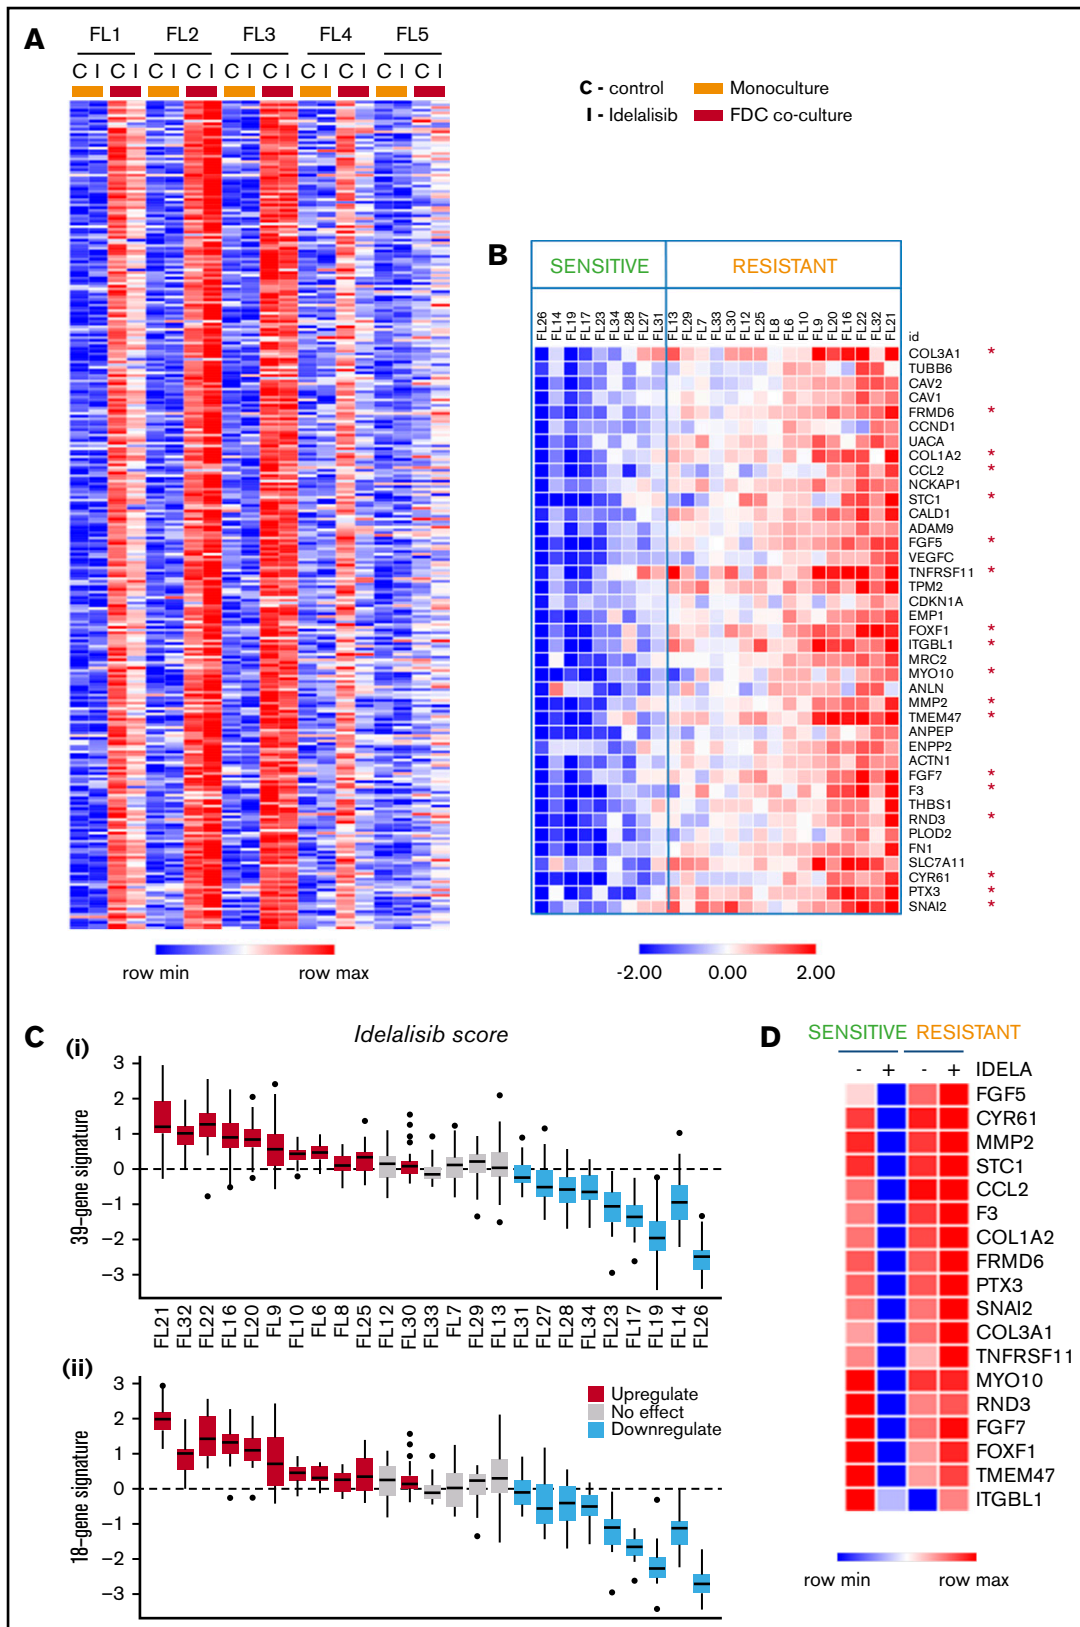 A
FL1 FL2 FL3 FL4 FL5
C I C I C I C I C I C I C I C I C I C I
C - control
Monoculture
I - Idelalisib
FDC co-culture
row min
row max
B
SENSITIVE
RESISTANT
FL26 FL14 FL19 FL17 FL23 FL34 FL28 FL27 FL31 FL13 FL29 FL7 FL33 FL30 FL12 FL25 FL8 FL6 FL10 FL9 FL20 FL16 FL22 FL32 FL21
id
COL3A1 *
TUBB6
CAV2
CAV1
FRMD6 *
CCND1
UACA
COL1A2 *
CCL2 *
NCKAP1
STC1 *
CALD1
ADAM9
FGF5 *
VEGFC
TNFRSF11 *
TPM2
CDKN1A
EMP1
FOXF1 *
ITGBL1 *
MRC2
MYO10 *
ANLN
MMP2 *
TMEM47 *
ANPEP
ENPP2
ACTN1
FGF7 *
F3 *
THBS1
RND3 *
PLOD2
FN1
SLC7A11
CYR61 *
PTX3 *
SNAI2 *
-2.00 0.00 2.00
C
(i)
Idelalisib score
39–gene signature
3
2
1
0
–1
–2
–3
FL21 FL32 FL22 FL16 FL20 FL9 FL10 FL6 FL8 FL25 FL12 FL30 FL33 FL7 FL29 FL13 FL31 FL27 FL28 FL34 FL23 FL17 FL19 FL14 FL26
(ii)
18–gene signature
3
2
1
0
–1
–2
–3
Upregulate
No effect
Downregulate
D
SENSITIVE RESISTANT
- + - + IDELA
FGF5
CYR61
MMP2
STC1
CCL2
F3
COL1A2
FRMD6
PTX3
SNAI2
COL3A1
TNFRSF11
MYO10
RND3
FGF7
FOXF1
TMEM47
ITGBL1
row min
row max